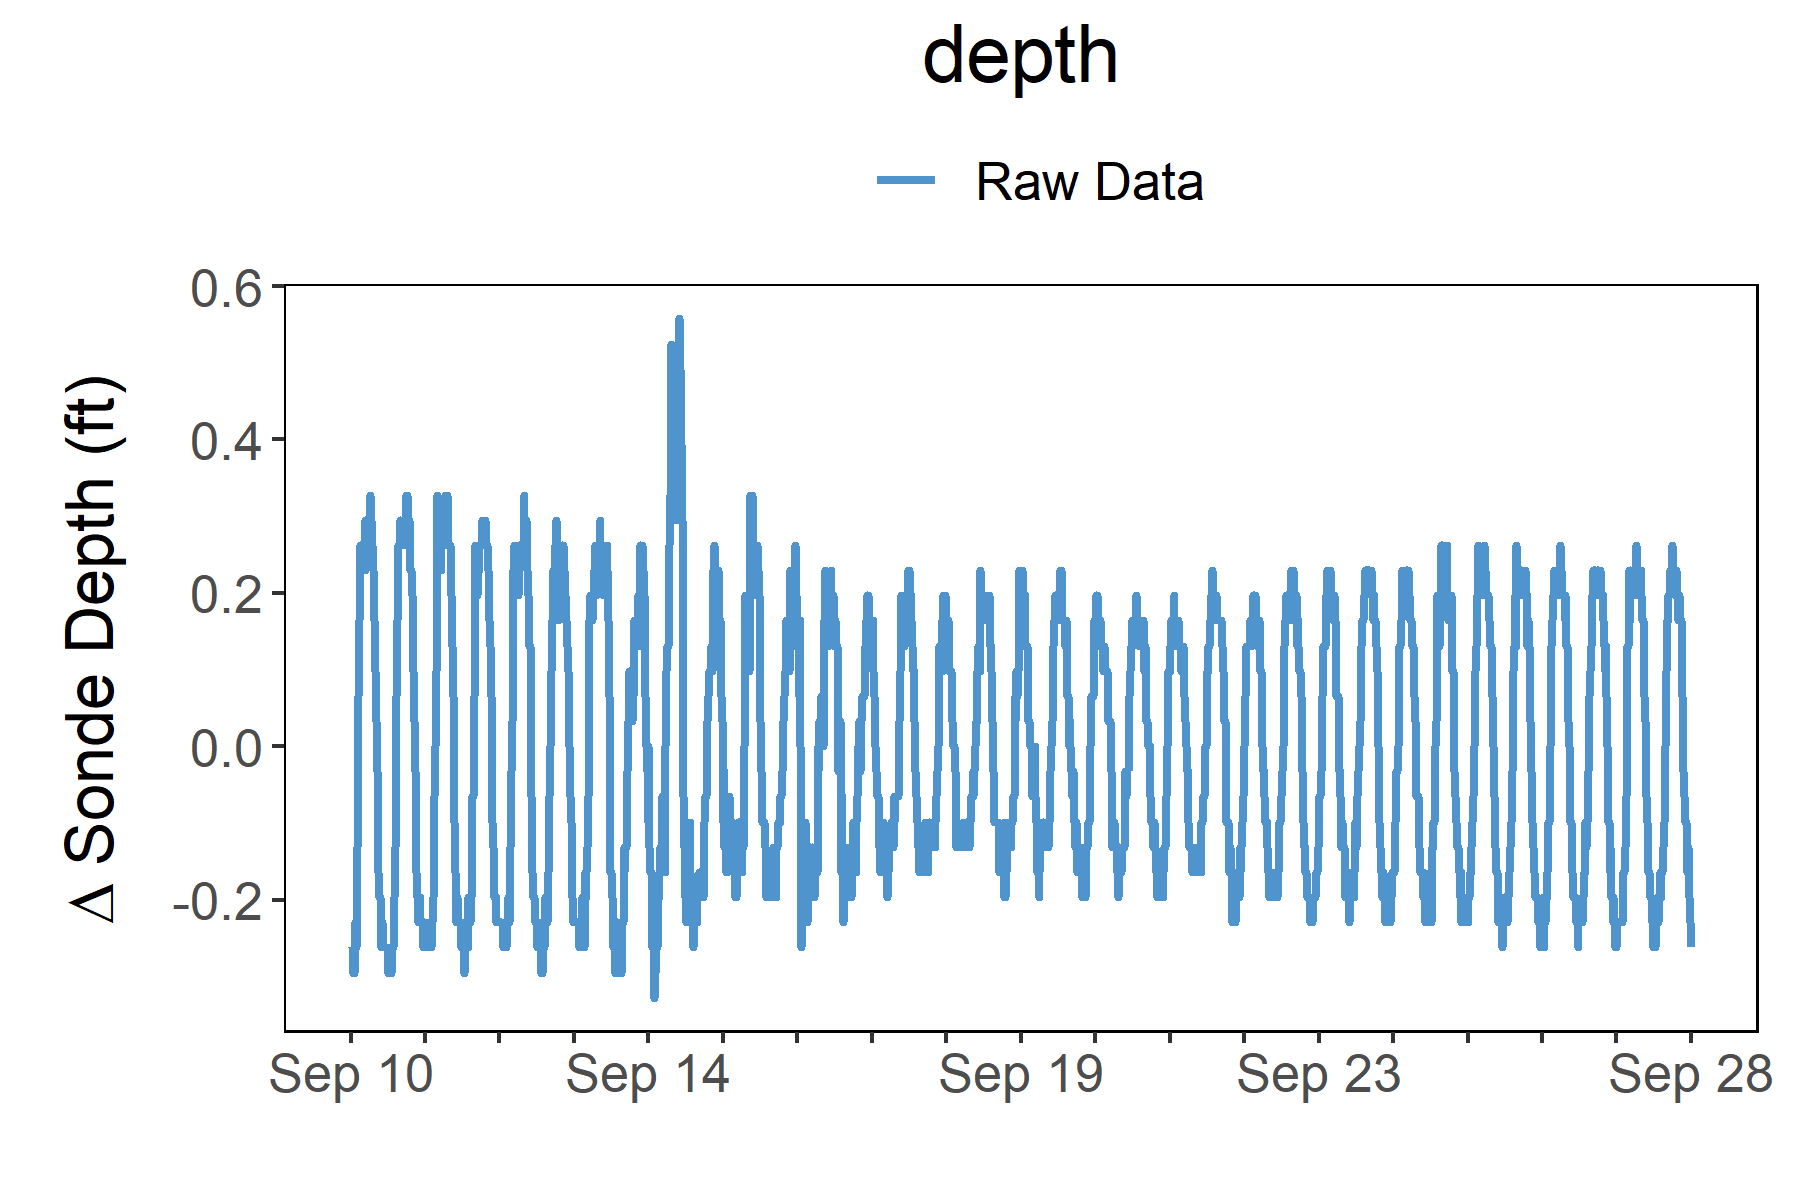 depth
Raw Data
Δ Sonde Depth (ft)
0.6
0.4
0.2
0.0
-0.2
Sep 10 Sep 14 Sep 19 Sep 23 Sep 28